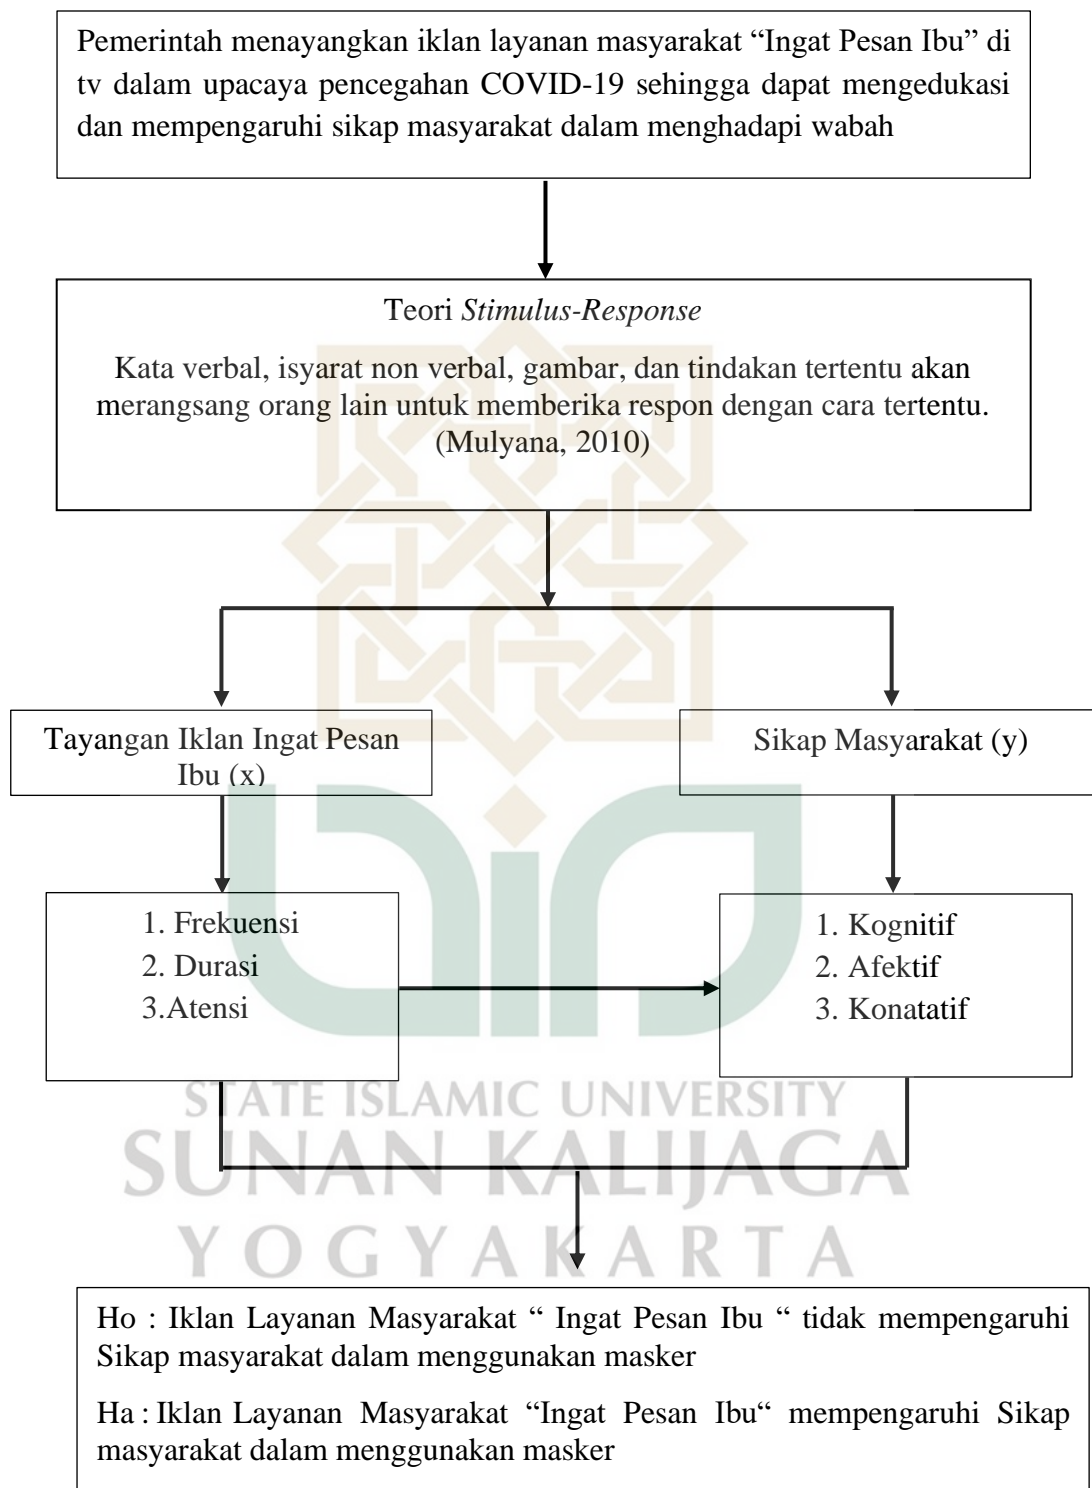 Pemerintah menayangkan iklan layanan masyarakat “Ingat Pesan Ibu” di
tv dalam upacaya pencegahan COVID-19 sehingga dapat mengedukasi
dan mempengaruhi sikap masyarakat dalam menghadapi wabah
Teori Stimulus-Response
Kata verbal, isyarat non verbal, gambar, dan tindakan tertentu akan
merangsang orang lain untuk memberika respon dengan cara tertentu.
(Mulyana, 2010)
Tayangan Iklan Ingat Pesan
Ibu (x)
Sikap Masyarakat (y)
1. Frekuensi
2. Durasi
3.Atensi
1. Kognitif
2. Afektif
3. Konatatif
STATE ISLAMIC UNIVERSITY
SUNAN KALIJAGA
YOGYAKARTA
Ho : Iklan Layanan Masyarakat “ Ingat Pesan Ibu “ tidak mempengaruhi
Sikap masyarakat dalam menggunakan masker
Ha : Iklan Layanan Masyarakat “Ingat Pesan Ibu“ mempengaruhi Sikap
masyarakat dalam menggunakan masker